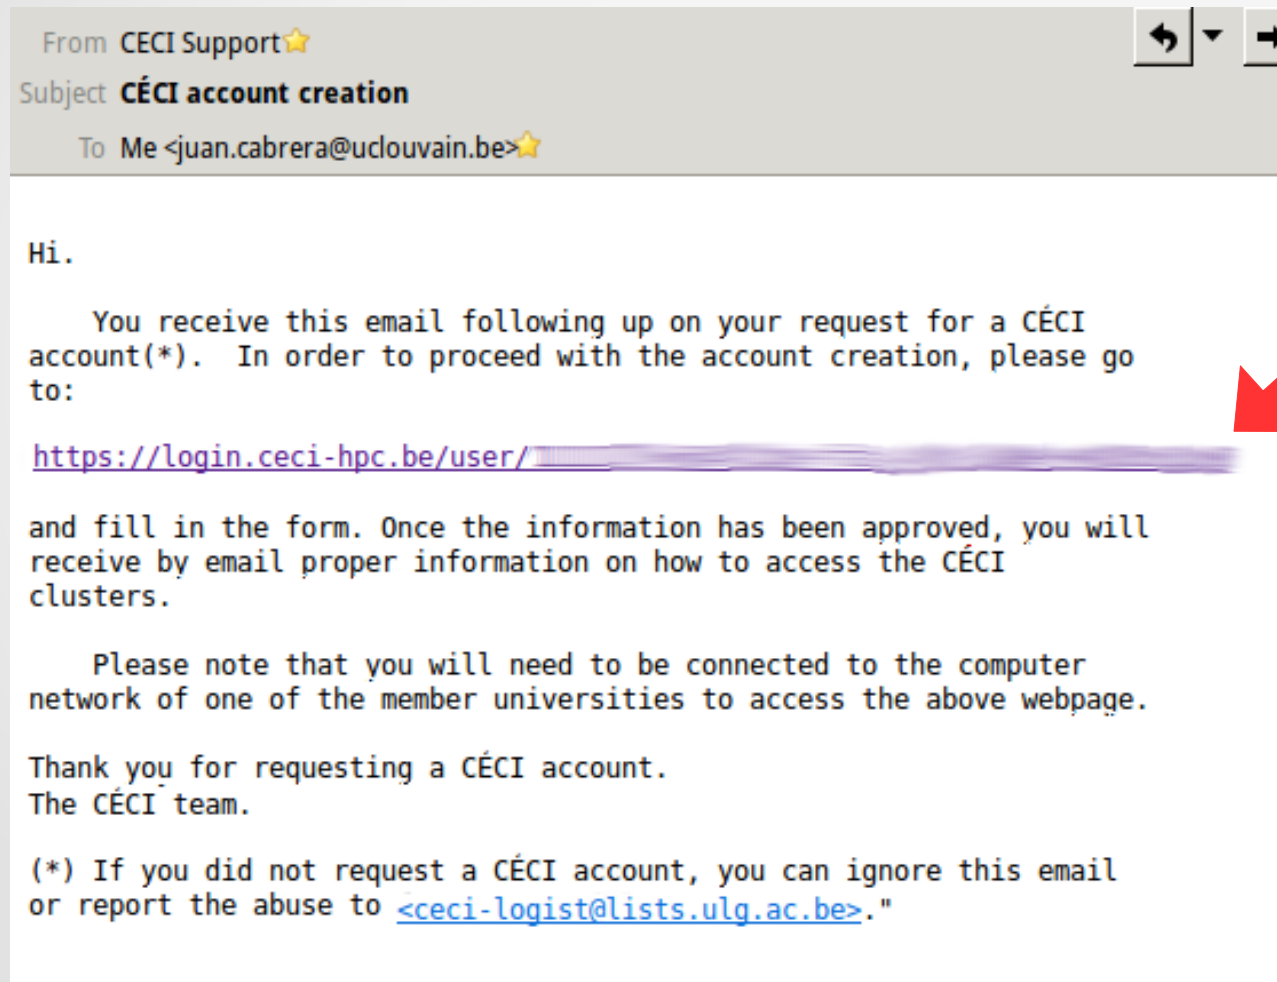 From CECI Support
Subject CÉCI account creation
To Me <juan.cabrera@uclouvain.be>
Hi.
You receive this email following up on your request for a CÉCI
account(*).  In order to proceed with the account creation, please go
to:
https://login.ceci-hpc.be/user/
and fill in the form. Once the information has been approved, you will
receive by email proper information on how to access the CÉCI
clusters.
Please note that you will need to be connected to the computer
network of one of the member universities to access the above webpage.
Thank you for requesting a CÉCI account.
The CÉCI team.
(*) If you did not request a CÉCI account, you can ignore this email
or report the abuse to <ceci-logist@lists.ulg.ac.be>."